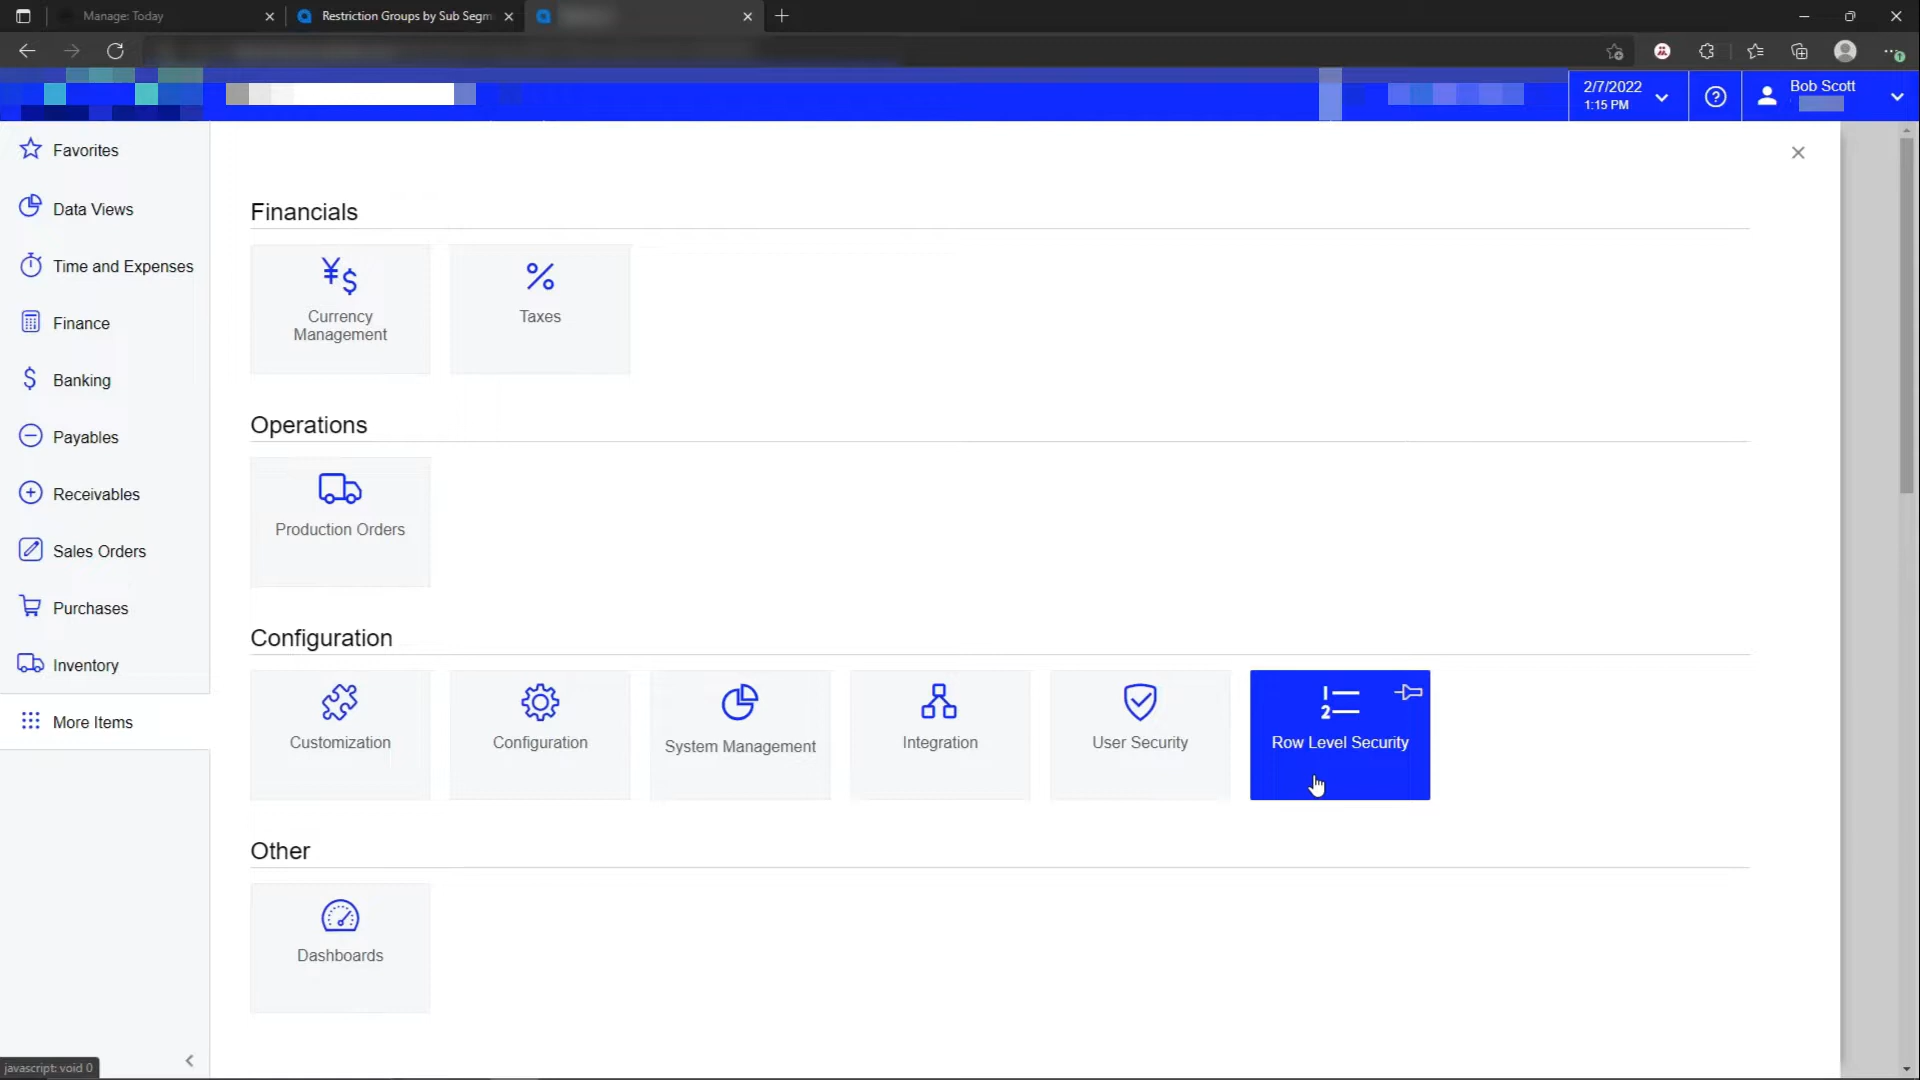 Manage: Today
Restriction Groups by Sub Segm
2/7/2022
1:15 PM
Bob Scott
Favorites
Data Views
Time and Expenses
Finance
Banking
Payables
Receivables
Sales Orders
Purchases
Inventory
More Items
Financials
Currency
Management
Taxes
Operations
Production Orders
Configuration
Customization
Configuration
System Management
Integration
User Security
Row Level Security
Other
Dashboards
javascript: void 0